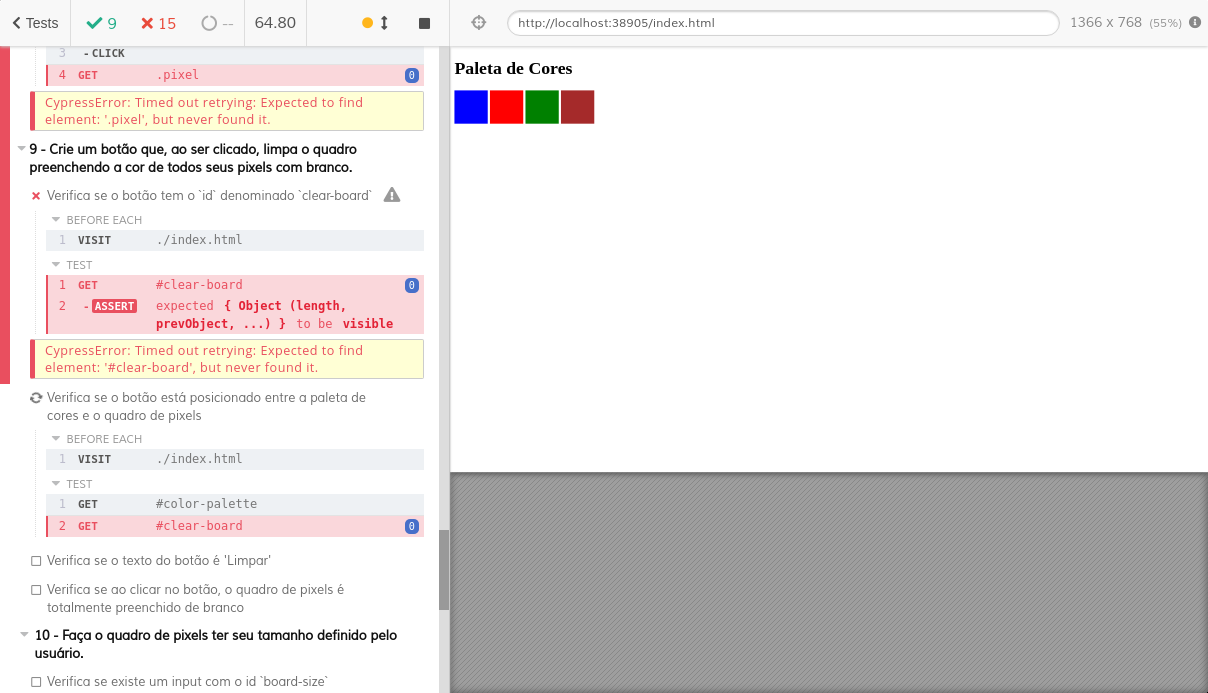 Tests 9 15 -- 64.80 http://localhost:38905/index.html 1366 x 768 (55%)
3 - CLICK
4 GET .pixel 0
CypressError: Timed out retrying: Expected to find
element: '.pixel', but never found it.
9 - Crie um botão que, ao ser clicado, limpa o quadro
preenchendo a cor de todos seus pixels com branco.
Verifica se o botão tem o `id` denominado `clear-board`
BEFORE EACH
1 VISIT ./index.html
TEST
1 GET #clear-board 0
2 - ASSERT expected { Object (length,
prevObject, ...) } to be visible
CypressError: Timed out retrying: Expected to find
element: '#clear-board', but never found it.
Verifica se o botão está posicionado entre a paleta de
cores e o quadro de pixels
BEFORE EACH
1 VISIT ./index.html
TEST
1 GET #color-palette
2 GET #clear-board 0
Verifica se o texto do botão é 'Limpar'
Verifica se ao clicar no botão, o quadro de pixels é
totalmente preenchido de branco
10 - Faça o quadro de pixels ter seu tamanho definido pelo
usuário.
Verifica se existe um input com o id `board-size`
Paleta de Cores